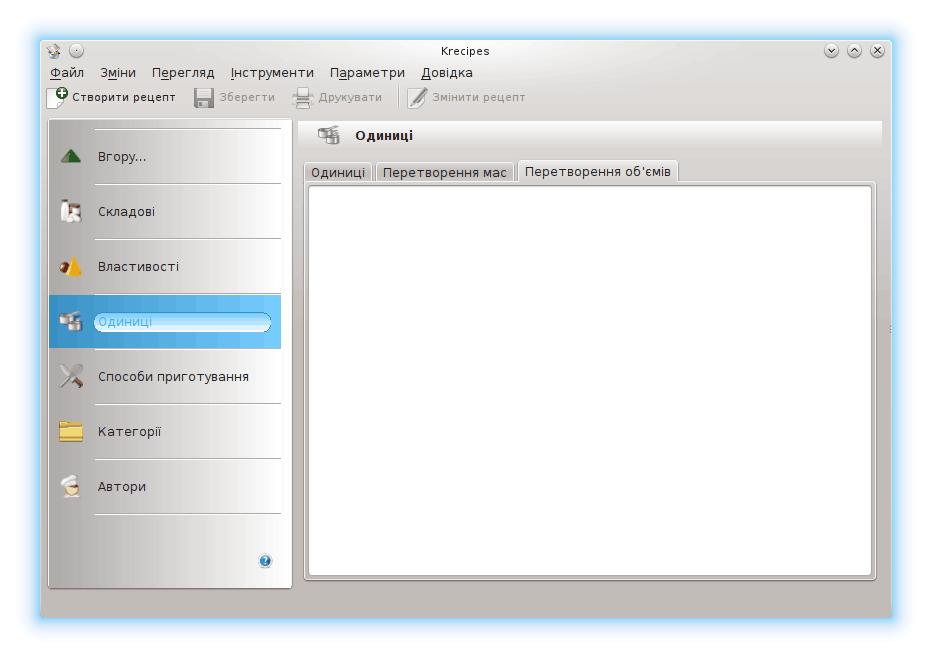 Krecipes
Файл Зміни Перегляд Інструменти Параметри Довідка
Створити рецепт Зберегти Друкувати Змінити рецепт
Вгору...
Складові
Властивості
Одиниці
Способи приготування
Категорії
Автори
Одиниці
Одиниці Перетворення мас Перетворення об'ємів